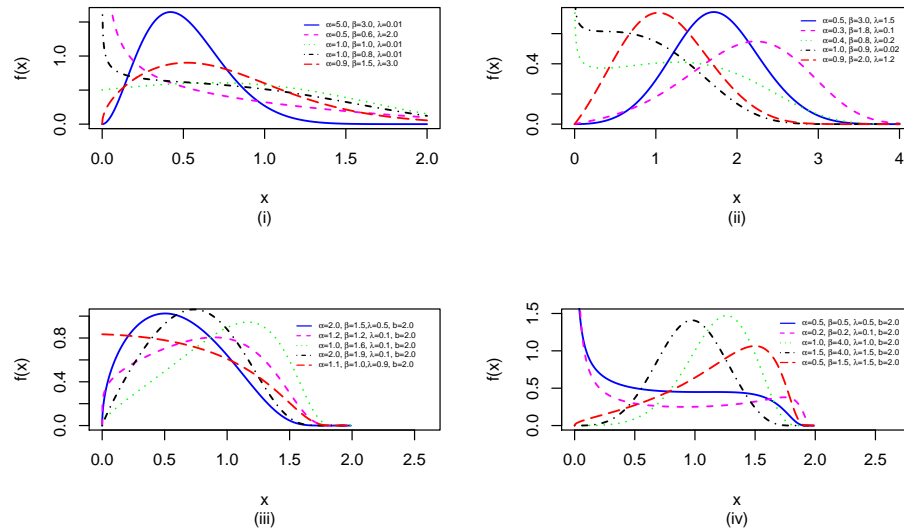 f(x)
0.0
1.0
α=5.0, β=3.0, λ=0.01
α=0.5, β=0.6, λ=2.0
α=1.0, β=1.0, λ=0.01
α=1.0, β=0.8, λ=0.01
α=0.9, β=1.5, λ=3.0
0.0 0.5 1.0 1.5 2.0
x
(i)
f(x)
0.0
0.4
α=0.5, β=3.0, λ=1.5
α=0.3, β=1.8, λ=0.1
α=0.4, β=0.8, λ=0.2
α=1.0, β=0.9, λ=0.02
α=0.9, β=2.0, λ=1.2
0 1 2 3 4
x
(ii)
f(x)
0.0
0.4
0.8
α=2.0, β=1.5,λ=0.5, b=2.0
α=1.2, β=1.2, λ=0.1, b=2.0
α=1.0, β=1.6, λ=0.1, b=2.0
α=2.0, β=1.9, λ=0.1, b=2.0
α=1.1, β=1.0,λ=0.9, b=2.0
0.0 0.5 1.0 1.5 2.0 2.5
x
(iii)
f(x)
0.0
0.5
1.0
1.5
α=0.5, β=0.5, λ=0.5, b=2.0
α=0.2, β=0.2, λ=0.1, b=2.0
α=1.0, β=4.0, λ=1.0, b=2.0
α=1.5, β=4.0, λ=1.5, b=2.0
α=0.5, β=1.5, λ=1.5, b=2.0
0.0 0.5 1.0 1.5 2.0 2.5
x
(iv)